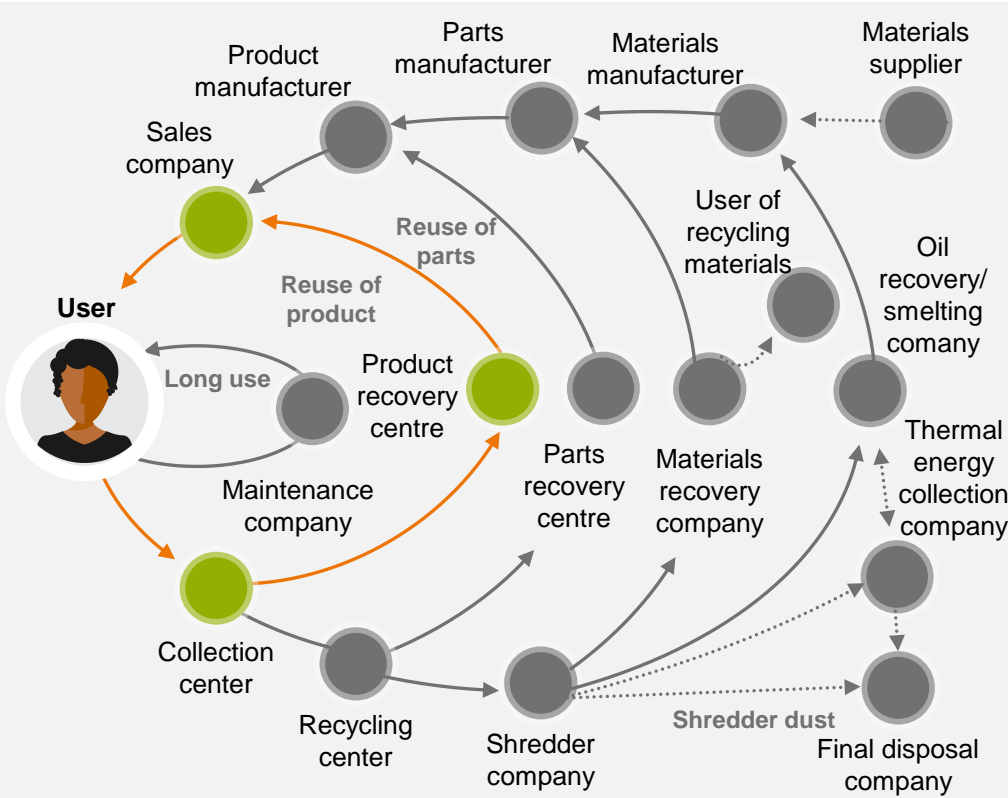 Materials
supplier
Parts
manufacturer
Materials
manufacturer
Product
manufacturer
Sales
company
User of
recycling
materials
Reuse of
parts
Oil
recovery/
smelting
comany
Reuse of
product
User
Long use
Product
recovery
centre
Thermal
energy
collection
company
Parts
recovery
centre
Materials
recovery
company
Maintenance
company
Collection
center
Recycling
center
Shredder dust
Shredder
company
Final disposal
company